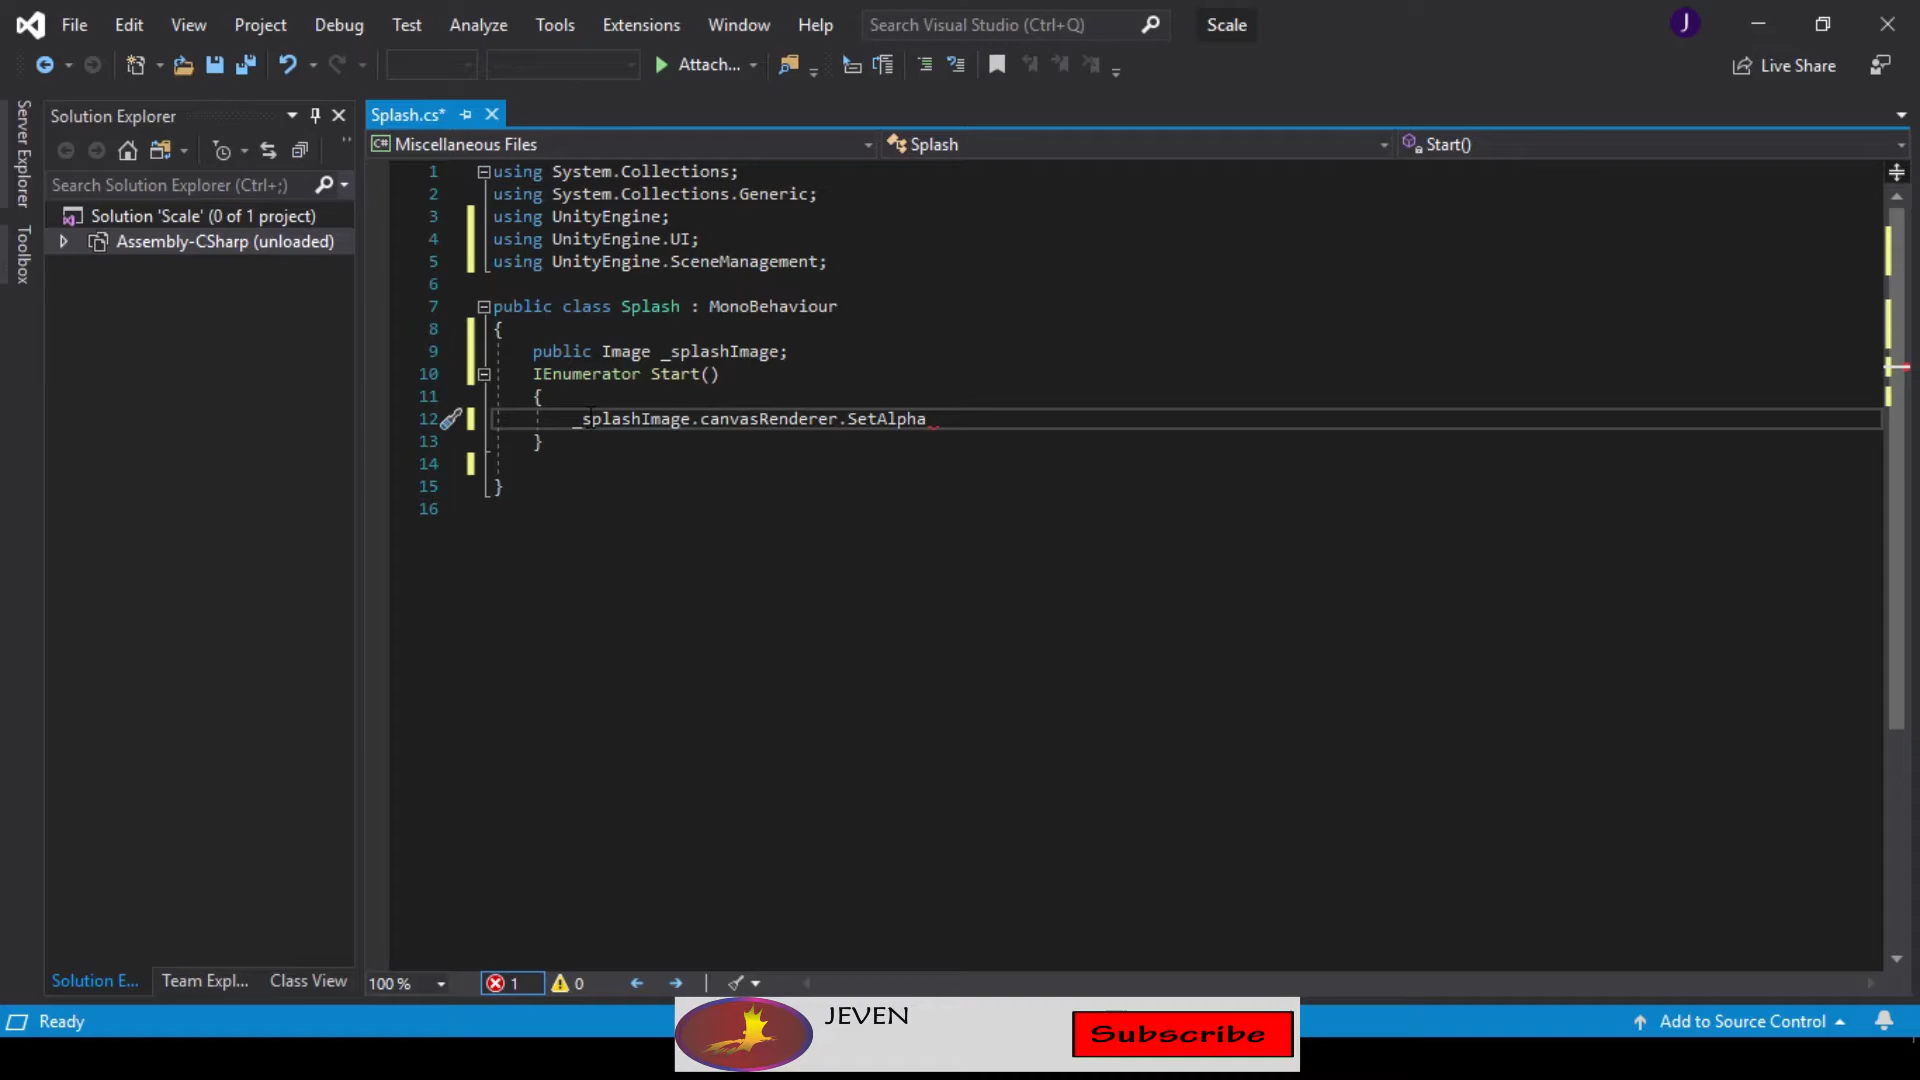 File Edit View Project Debug Test Analyze Tools Extensions Window Help Search Visual Studio (Ctrl+Q) Scale J
Attach... Live Share
Server Explorer
Toolbox
Solution Explorer
Search Solution Explorer (Ctrl+;)
Solution 'Scale' (0 of 1 project)
Assembly-CSharp (unloaded)
Splash.cs*
C# Miscellaneous Files Splash Start()
1 using System.Collections;
2 using System.Collections.Generic;
3 using UnityEngine;
4 using UnityEngine.UI;
5 using UnityEngine.SceneManagement;
6
7 public class Splash : MonoBehaviour
8 {
9 public Image _splashImage;
10 IEnumerator Start()
11 {
12 _splashImage.canvasRenderer.SetAlpha
13 }
14
15 }
16
Solution E... Team Expl... Class View
100 % 1 0
Ready Add to Source Control
JEVEN
Subscribe